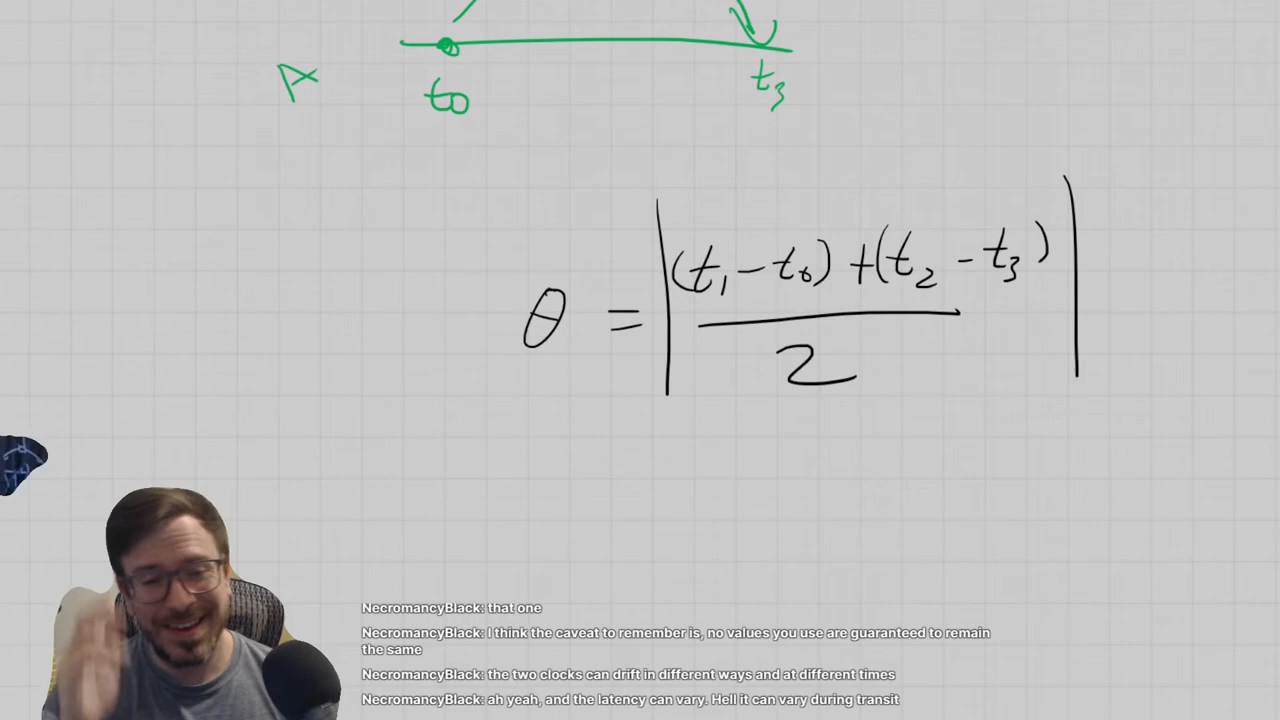 A
t0
t3
θ = |(t1 - t0) + (t2 - t3) / 2|
NecromancyBlack: that one
NecromancyBlack: I think the caveat to remember is, no values you use are guaranteed to remain
the same
NecromancyBlack: the two clocks can drift in different ways and at different times
NecromancyBlack: ah yeah, and the latency can vary. Hell it can vary during transit